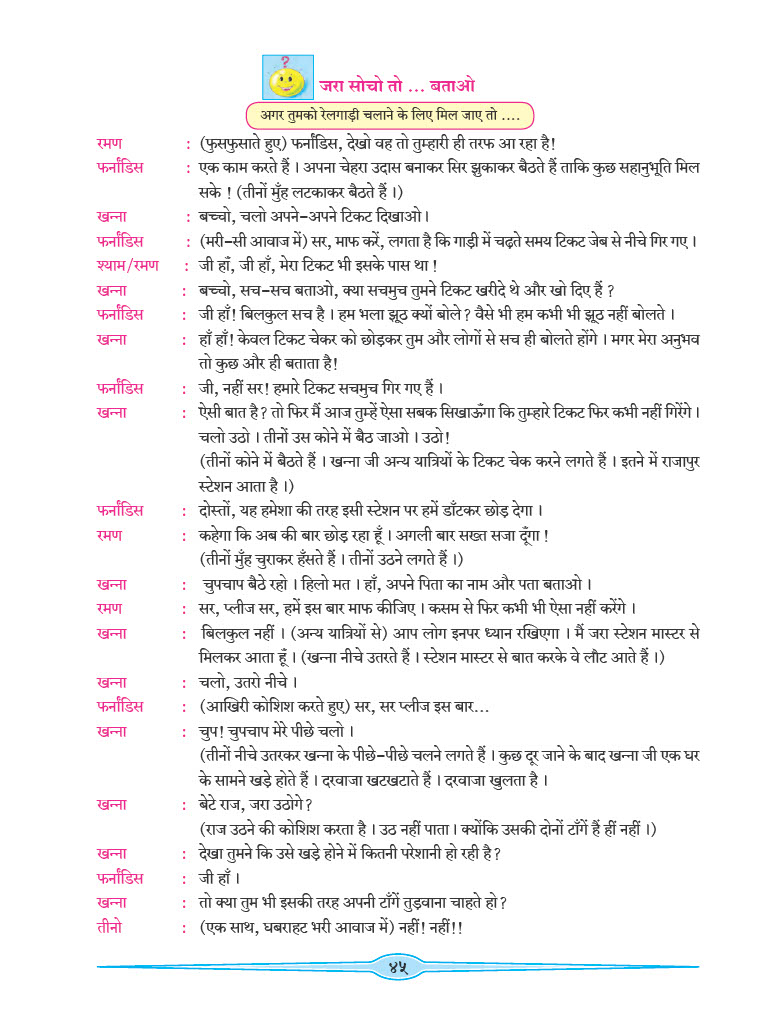 ?
जरा सोचो तो ... बताओ
अगर तुमको रेलगाड़ी चलाने के लिए मिल जाए तो ....
रमण : (फुसफुसाते हुए) फर्नांडिस, देखो वह तो तुम्हारी ही तरफ आ रहा है!
फर्नांडिस : एक काम करते हैं । अपना चेहरा उदास बनाकर सिर झुकाकर बैठते हैं ताकि कुछ सहानुभूति मिल
सके ! (तीनों मुँह लटकाकर बैठते हैं ।)
खन्ना : बच्चो, चलो अपने-अपने टिकट दिखाओ ।
फर्नांडिस : (मरी-सी आवाज में) सर, माफ करें, लगता है कि गाड़ी में चढ़ते समय टिकट जेब से नीचे गिर गए ।
श्याम/रमण : जी हाँ, जी हाँ, मेरा टिकट भी इसके पास था !
खन्ना : बच्चो, सच-सच बताओ, क्या सचमुच तुमने टिकट खरीदे थे और खो दिए हैं ?
फर्नांडिस : जी हाँ! बिलकुल सच है । हम भला झूठ क्यों बोले ? वैसे भी हम कभी भी झूठ नहीं बोलते ।
खन्ना : हाँ हाँ! केवल टिकट चेकर को छोड़कर तुम और लोगों से सच ही बोलते होंगे । मगर मेरा अनुभव
तो कुछ और ही बताता है!
फर्नांडिस : जी, नहीं सर! हमारे टिकट सचमुच गिर गए हैं ।
खन्ना : ऐसी बात है ? तो फिर मैं आज तुम्हें ऐसा सबक सिखाऊँगा कि तुम्हारे टिकट फिर कभी नहीं गिरेंगे ।
चलो उठो । तीनों उस कोने में बैठ जाओ । उठो!
(तीनों कोने में बैठते हैं । खन्ना जी अन्य यात्रियों के टिकट चेक करने लगते हैं । इतने में राजापुर
स्टेशन आता है ।)
फर्नांडिस : दोस्तों, यह हमेशा की तरह इसी स्टेशन पर हमें डाँटकर छोड़ देगा ।
रमण : कहेगा कि अब की बार छोड़ रहा हूँ । अगली बार सख्त सजा दूँगा !
(तीनों मुँह चुराकर हँसते हैं । तीनों उठने लगते हैं ।)
खन्ना : चुपचाप बैठे रहो । हिलो मत । हाँ, अपने पिता का नाम और पता बताओ ।
रमण : सर, प्लीज सर, हमें इस बार माफ कीजिए । कसम से फिर कभी भी ऐसा नहीं करेंगे ।
खन्ना : बिलकुल नहीं । (अन्य यात्रियों से) आप लोग इनपर ध्यान रखिएगा । मैं जरा स्टेशन मास्टर से
मिलकर आता हूँ । (खन्ना नीचे उतरते हैं । स्टेशन मास्टर से बात करके वे लौट आते हैं ।)
खन्ना : चलो, उतरो नीचे ।
फर्नांडिस : (आखिरी कोशिश करते हुए) सर, सर प्लीज इस बार...
खन्ना : चुप! चुपचाप मेरे पीछे चलो ।
(तीनों नीचे उतरकर खन्ना के पीछे-पीछे चलने लगते हैं । कुछ दूर जाने के बाद खन्ना जी एक घर
के सामने खड़े होते हैं । दरवाजा खटखटाते हैं । दरवाजा खुलता है ।
खन्ना : बेटे राज, जरा उठोगे ?
(राज उठने की कोशिश करता है । उठ नहीं पाता । क्योंकि उसकी दोनों टाँगें हैं हीं नहीं ।)
खन्ना : देखा तुमने कि उसे खड़े होने में कितनी परेशानी हो रही है ?
फर्नांडिस : जी हाँ ।
खन्ना : तो क्या तुम भी इसकी तरह अपनी टाँगें तुड़वाना चाहते हो ?
तीनो : (एक साथ, घबराहट भरी आवाज में) नहीं! नहीं!!
४५